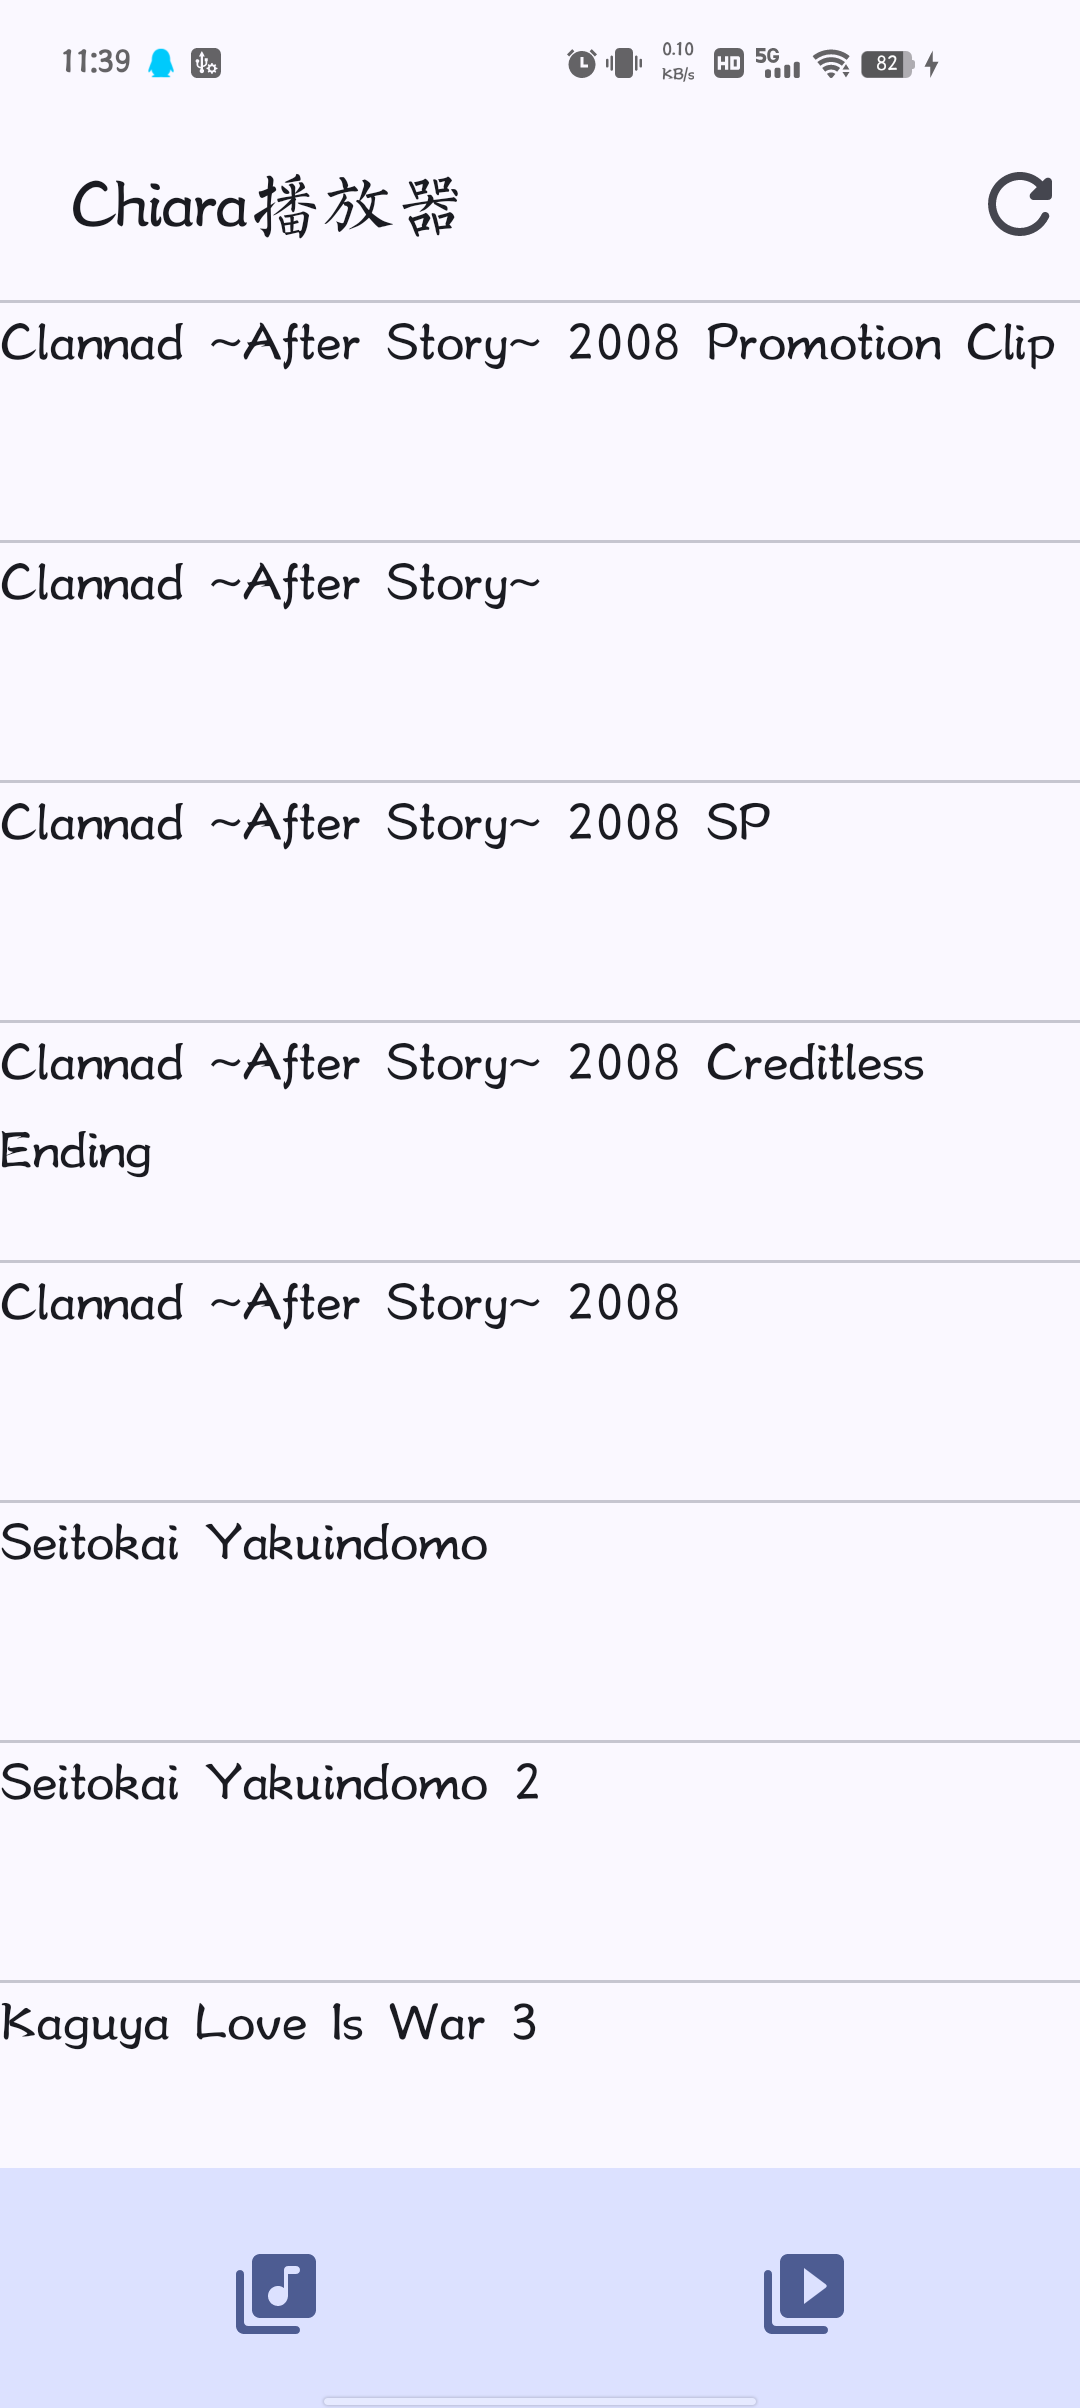 11:39
0.10
KB/s
HD
5G
82
Chiara播放器
Clannad ~After Story~ 2008 Promotion Clip
Clannad ~After Story~
Clannad ~After Story~ 2008 SP
Clannad ~After Story~ 2008 Creditless
Ending
Clannad ~After Story~ 2008
Seitokai Yakuindomo
Seitokai Yakuindomo 2
Kaguya Love Is War 3